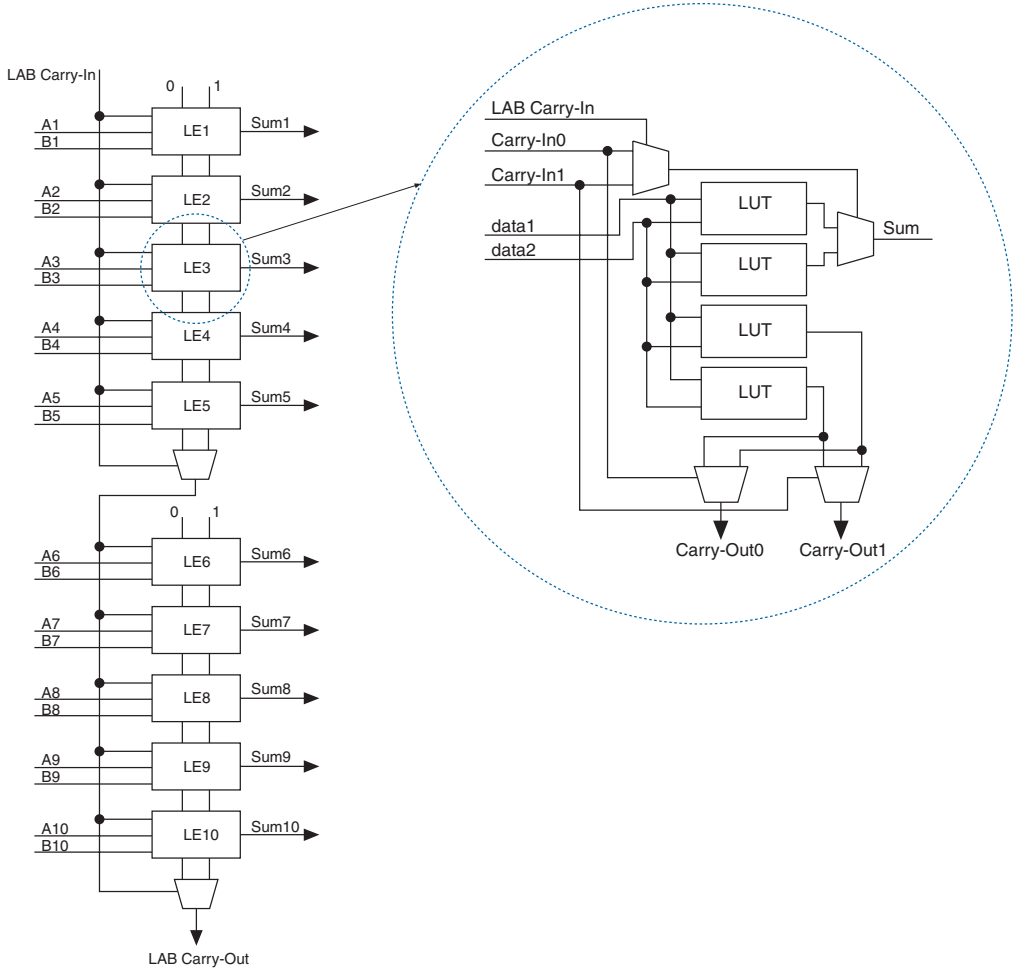 LAB Carry-In
0 1
A1
B1
LE1
Sum1
A2
B2
LE2
Sum2
A3
B3
LE3
Sum3
A4
B4
LE4
Sum4
A5
B5
LE5
Sum5
0 1
A6
B6
LE6
Sum6
A7
B7
LE7
Sum7
A8
B8
LE8
Sum8
A9
B9
LE9
Sum9
A10
B10
LE10
Sum10
LAB Carry-Out
LAB Carry-In
Carry-In0
Carry-In1
data1
data2
LUT
LUT
LUT
LUT
Sum
Carry-Out0
Carry-Out1